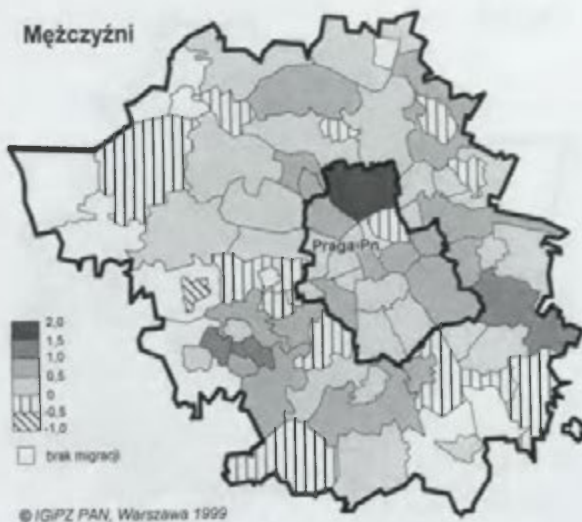 Mężczyźni
Praga-Pn.
2,0
1,5
1,0
0,5
0
-0,5
-1,0
brak migracji
© IGiPZ PAN, Warszawa 1999